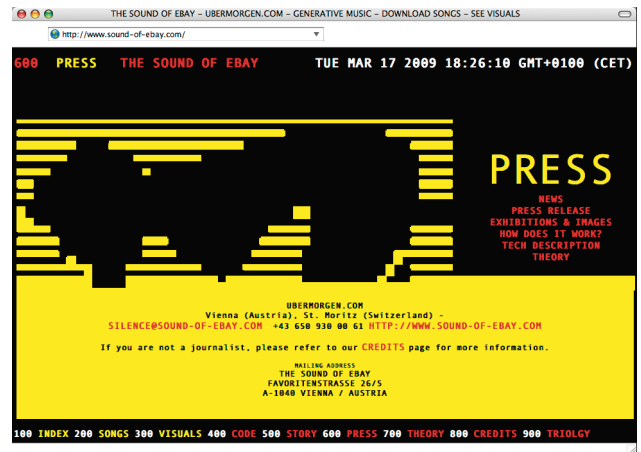 THE SOUND OF EBAY – UBERMORGEN.COM – GENERATIVE MUSIC – DOWNLOAD SONGS – SEE VISUALS
http://www.sound-of-ebay.com/
600 PRESS THE SOUND OF EBAY TUE MAR 17 2009 18:26:10 GMT+0100 (CET)
PRESS
NEWS
PRESS RELEASE
EXHIBITIONS & IMAGES
HOW DOES IT WORK?
TECH DESCRIPTION
THEORY
UBERMORGEN.COM
Vienna (Austria), St. Moritz (Switzerland) -
SILENCE@SOUND-OF-EBAY.COM +43 650 930 00 61 HTTP://WWW.SOUND-OF-EBAY.COM
If you are not a journalist, please refer to our CREDITS page for more information.
MAILING ADDRESS
THE SOUND OF EBAY
FAVORITENSTRASSE 26/5
A-1040 VIENNA / AUSTRIA
100 INDEX 200 SONGS 300 VISUALS 400 CODE 500 STORY 600 PRESS 700 THEORY 800 CREDITS 900 TRIOLGY